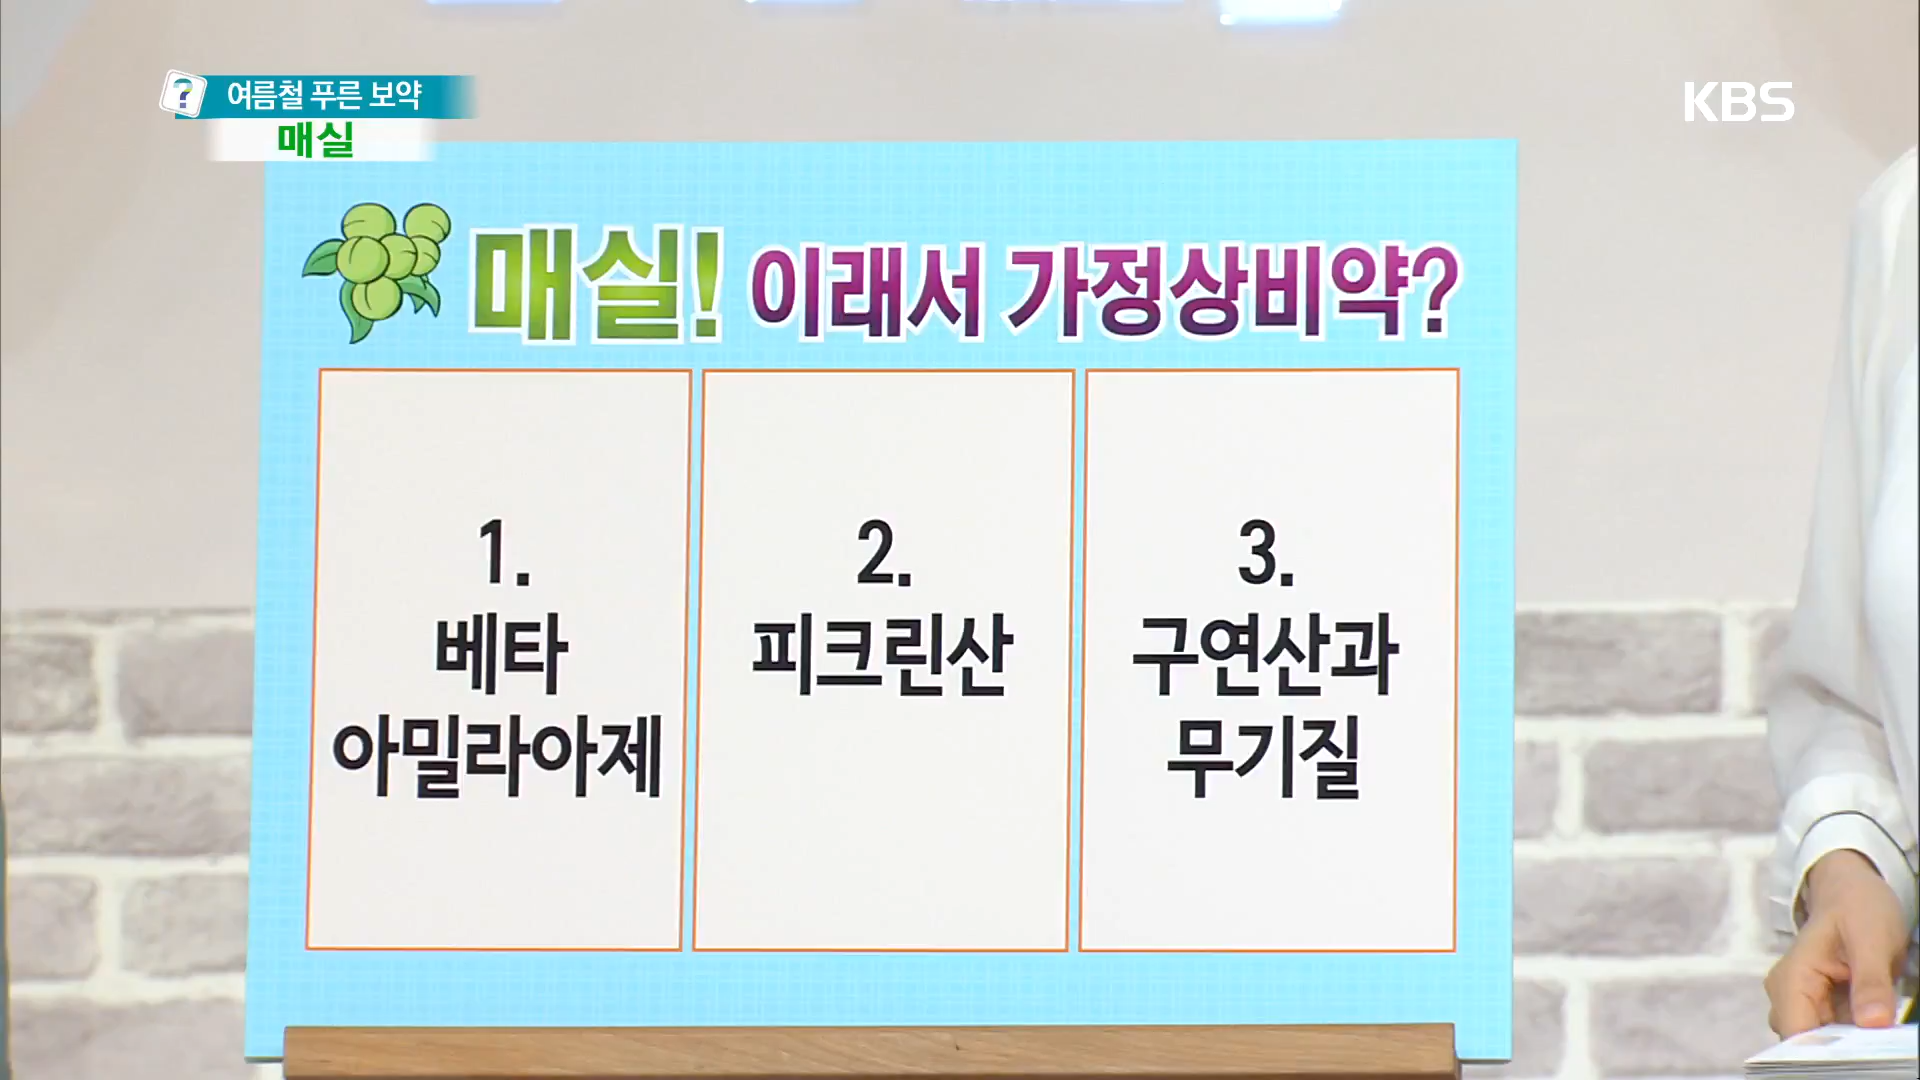 ? 여름철 푸른 보약
매실
KBS
매실! 이래서 가정상비약?
1.
베타
아밀라아제
2.
피크린산
3.
구연산과
무기질